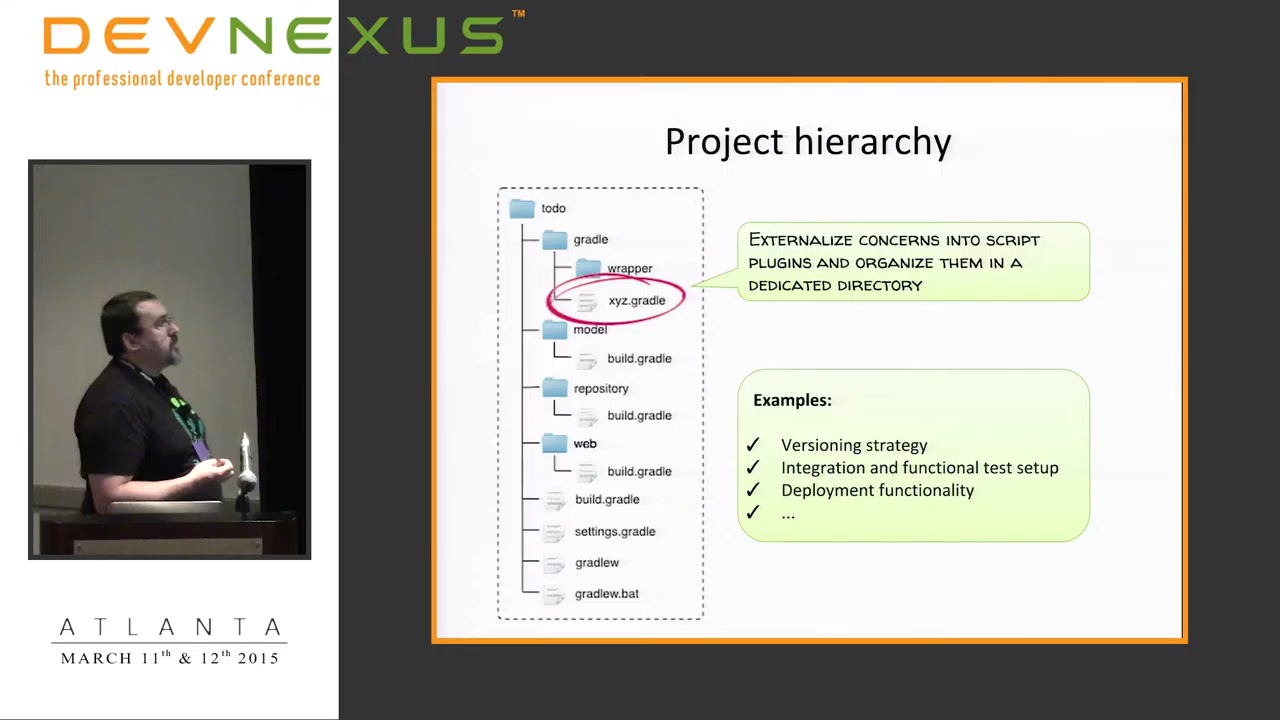 DEVNEXUS™
the professional developer conference
Project hierarchy
todo
gradle
wrapper
xyz.gradle
model
build.gradle
repository
build.gradle
web
build.gradle
build.gradle
settings.gradle
gradlew
gradlew.bat
EXTERNALIZE CONCERNS INTO SCRIPT
PLUGINS AND ORGANIZE THEM IN A
DEDICATED DIRECTORY
Examples:
✓ Versioning strategy
✓ Integration and functional test setup
✓ Deployment functionality
✓ ...
ATLANTA
MARCH 11th & 12th 2015